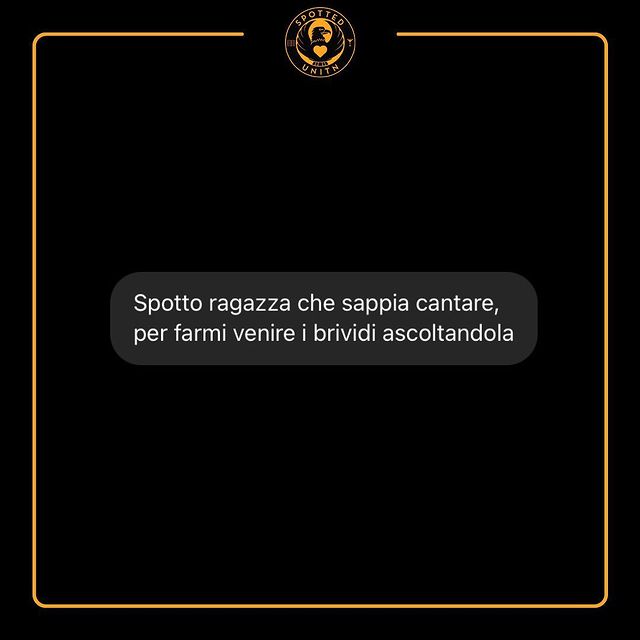 SPOTTED
UNITN
Spotto ragazza che sappia cantare,
per farmi venire i brividi ascoltandola